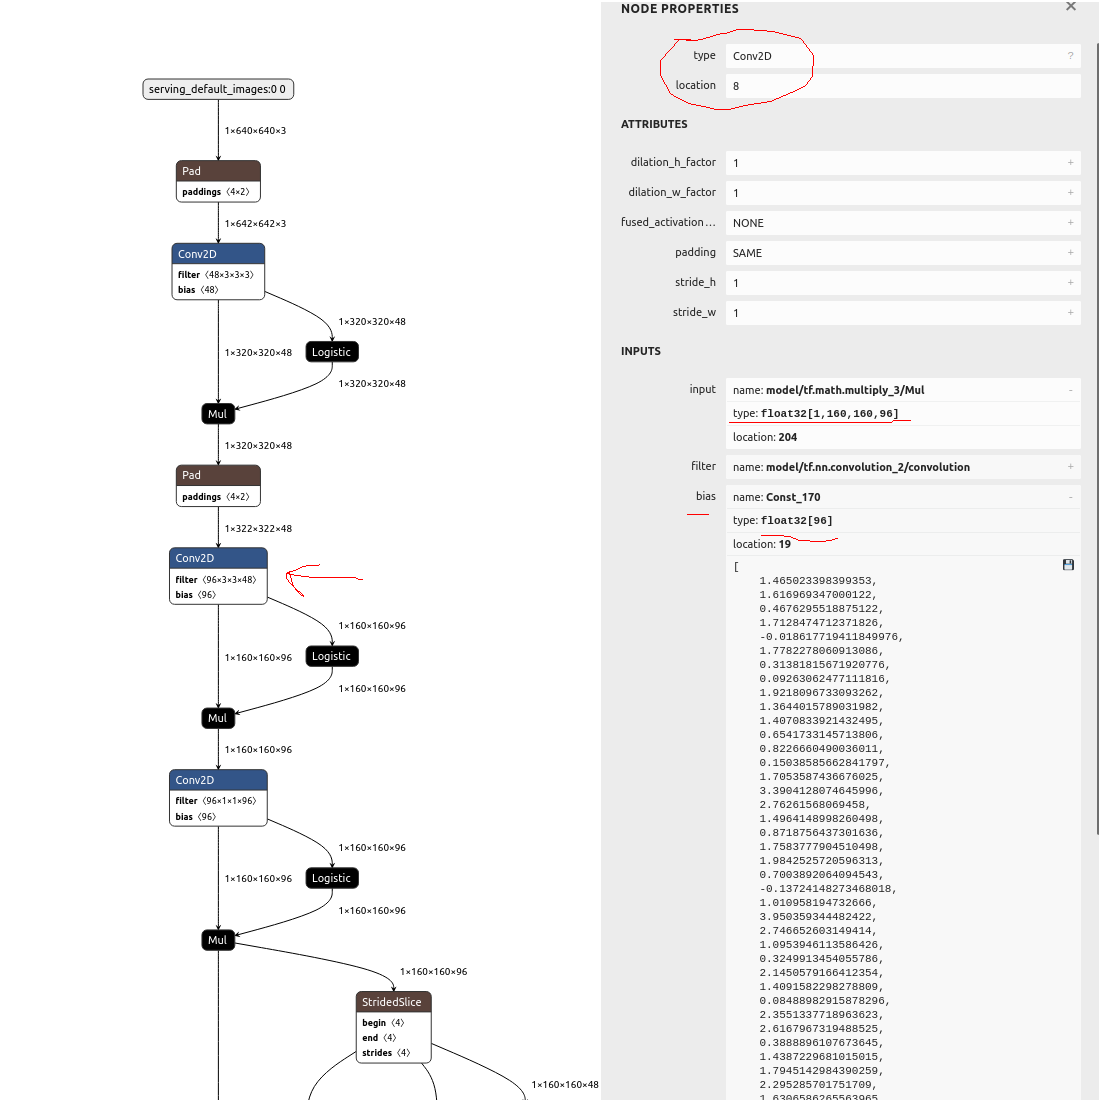 serving_default_images:0 0
1×640×640×3
Pad
paddings ⟨4×2⟩
1×642×642×3
Conv2D
filter ⟨48×3×3×3⟩
bias ⟨48⟩
1×320×320×48
Logistic
1×320×320×48
1×320×320×48
Mul
1×320×320×48
Pad
paddings ⟨4×2⟩
1×322×322×48
Conv2D
filter ⟨96×3×3×48⟩
bias ⟨96⟩
1×160×160×96
Logistic
1×160×160×96
1×160×160×96
Mul
1×160×160×96
Conv2D
filter ⟨96×1×1×96⟩
bias ⟨96⟩
1×160×160×96
Logistic
1×160×160×96
1×160×160×96
Mul
1×160×160×96
StridedSlice
begin ⟨4⟩
end ⟨4⟩
strides ⟨4⟩
1×160×160×48
NODE PROPERTIES ×
type Conv2D ?
location 8
ATTRIBUTES
dilation_h_factor 1 +
dilation_w_factor 1 +
fused_activation… NONE +
padding SAME +
stride_h 1 +
stride_w 1 +
INPUTS
input name: model/tf.math.multiply_3/Mul -
type: float32[1,160,160,96]
location: 204
filter name: model/tf.nn.convolution_2/convolution +
bias name: Const_170 -
type: float32[96]
location: 19
[
1.465023398399353,
1.616969347000122,
0.4676295518875122,
1.7128474712371826,
-0.018617719411849976,
1.7782278060913086,
0.31381815671920776,
0.09263062477111816,
1.9218096733093262,
1.3644015789031982,
1.4070833921432495,
0.6541733145713806,
0.8226660490036011,
0.15038585662841797,
1.7053587436676025,
3.3904128074645996,
2.76261568069458,
1.4964148998260498,
0.8718756437301636,
1.7583777904510498,
1.9842525720596313,
0.7003892064094543,
-0.13724148273468018,
1.010958194732666,
3.950359344482422,
2.746652603149414,
1.0953946113586426,
0.3249913454055786,
2.1450579166412354,
1.4091582298278809,
0.08488982915878296,
2.3551337718963623,
2.6167967319488525,
0.3888896107673645,
1.4387229681015015,
1.7945142984390259,
2.295285701751709,
1.6306586265563965,